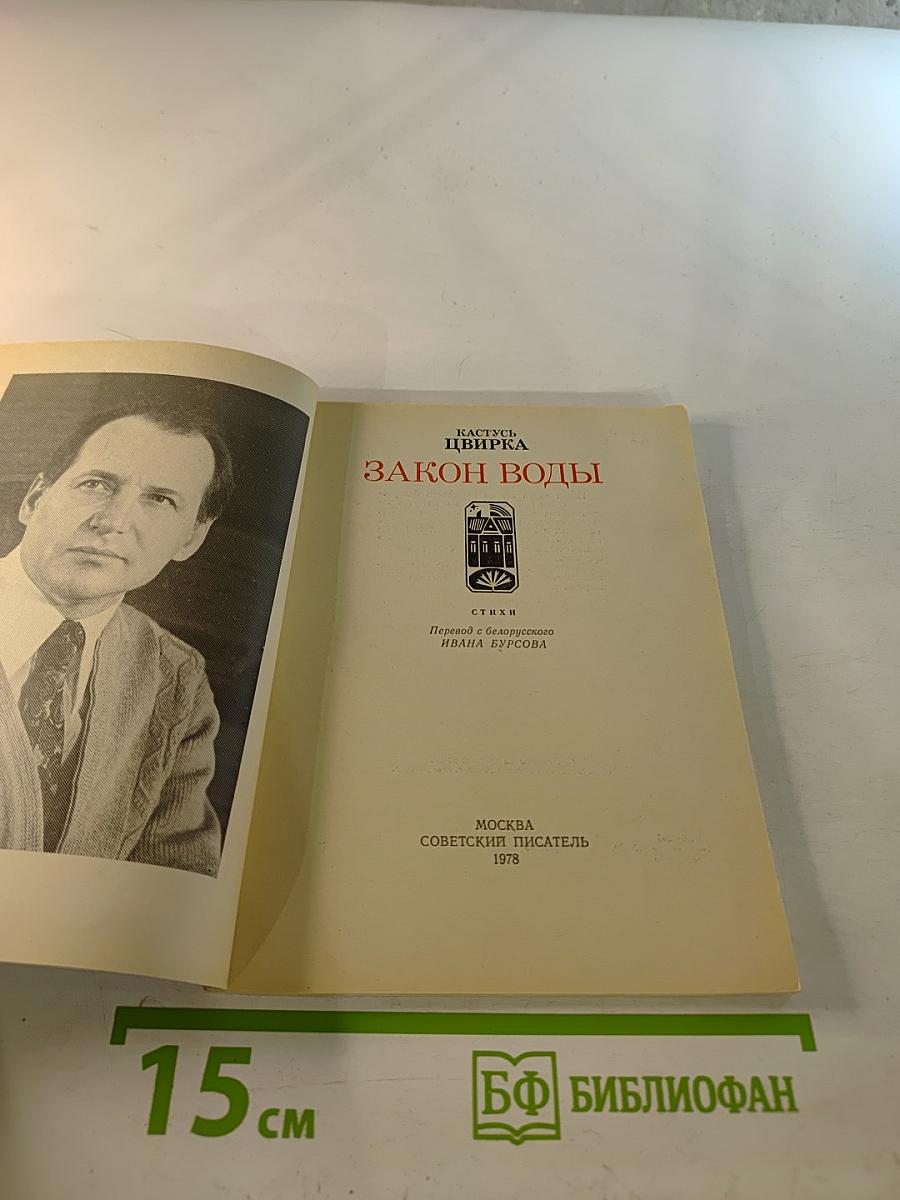 КАСТУСЬ
ЦВИРКА
ЗАКОН ВОДЫ
СТИХИ
Перевод с белорусского
ИВАНА БУРСОВА
МОСКВА
СОВЕТСКИЙ ПИСАТЕЛЬ
1978
15 см
БФ БИБЛИОФАН